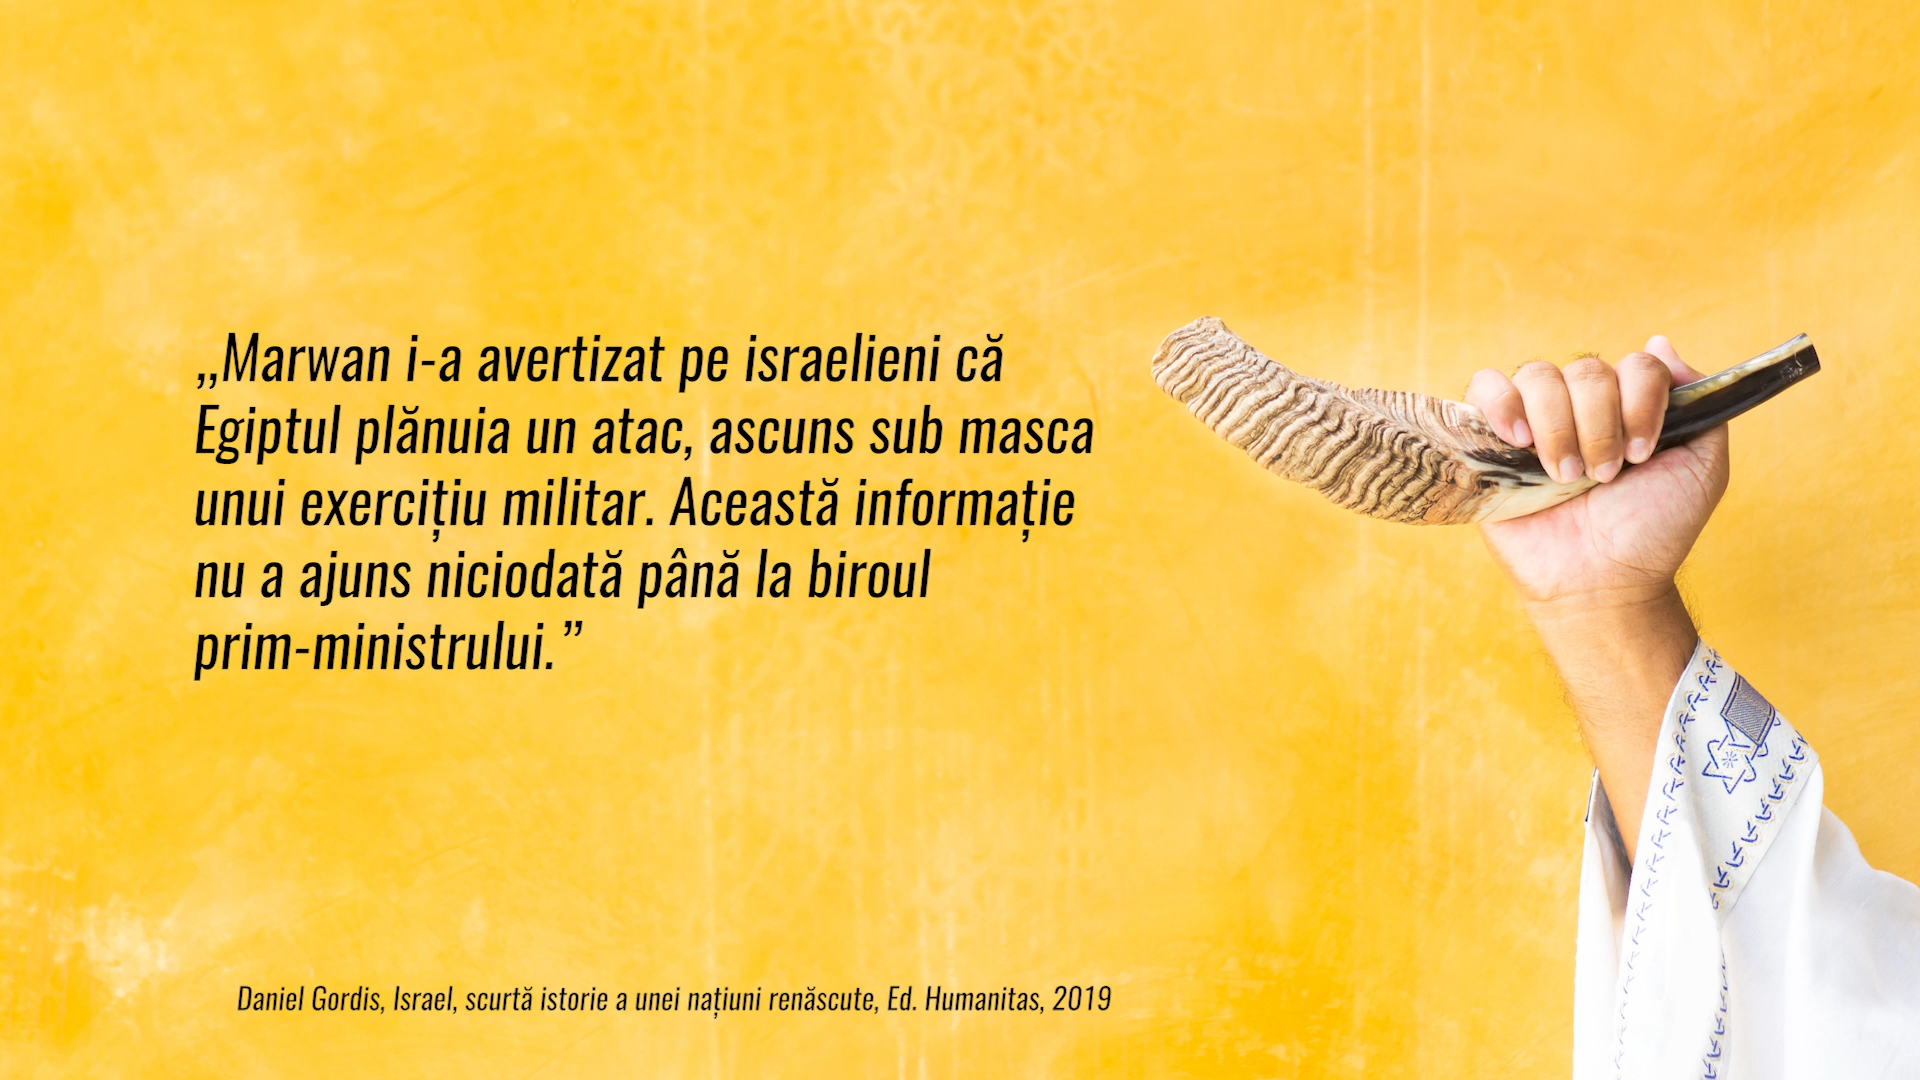 „Marwan i-a avertizat pe israelieni că
Egiptul plănuia un atac, ascuns sub masca
unui exercițiu militar. Această informație
nu a ajuns niciodată până la biroul
prim-ministrului.”
Daniel Gordis, Israel, scurtă istorie a unei națiuni renăscute, Ed. Humanitas, 2019